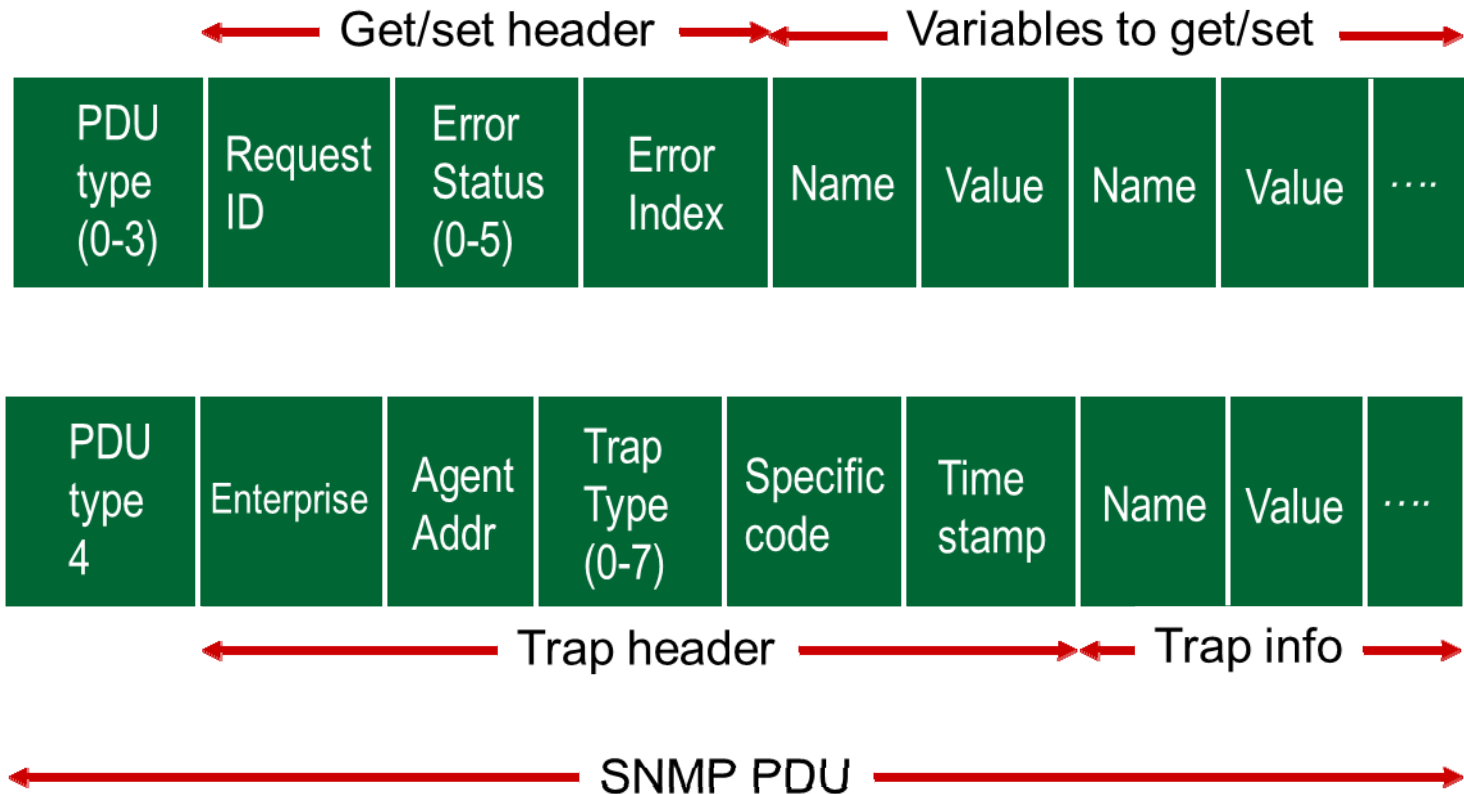 Get/set header
Variables to get/set
PDU
type
(0-3)
Request
ID
Error
Status
(0-5)
Error
Index
Name
Value
Name
Value
....
PDU
type
4
Enterprise
Agent
Addr
Trap
Type
(0-7)
Specific
code
Time
stamp
Name
Value
....
Trap header
Trap info
SNMP PDU